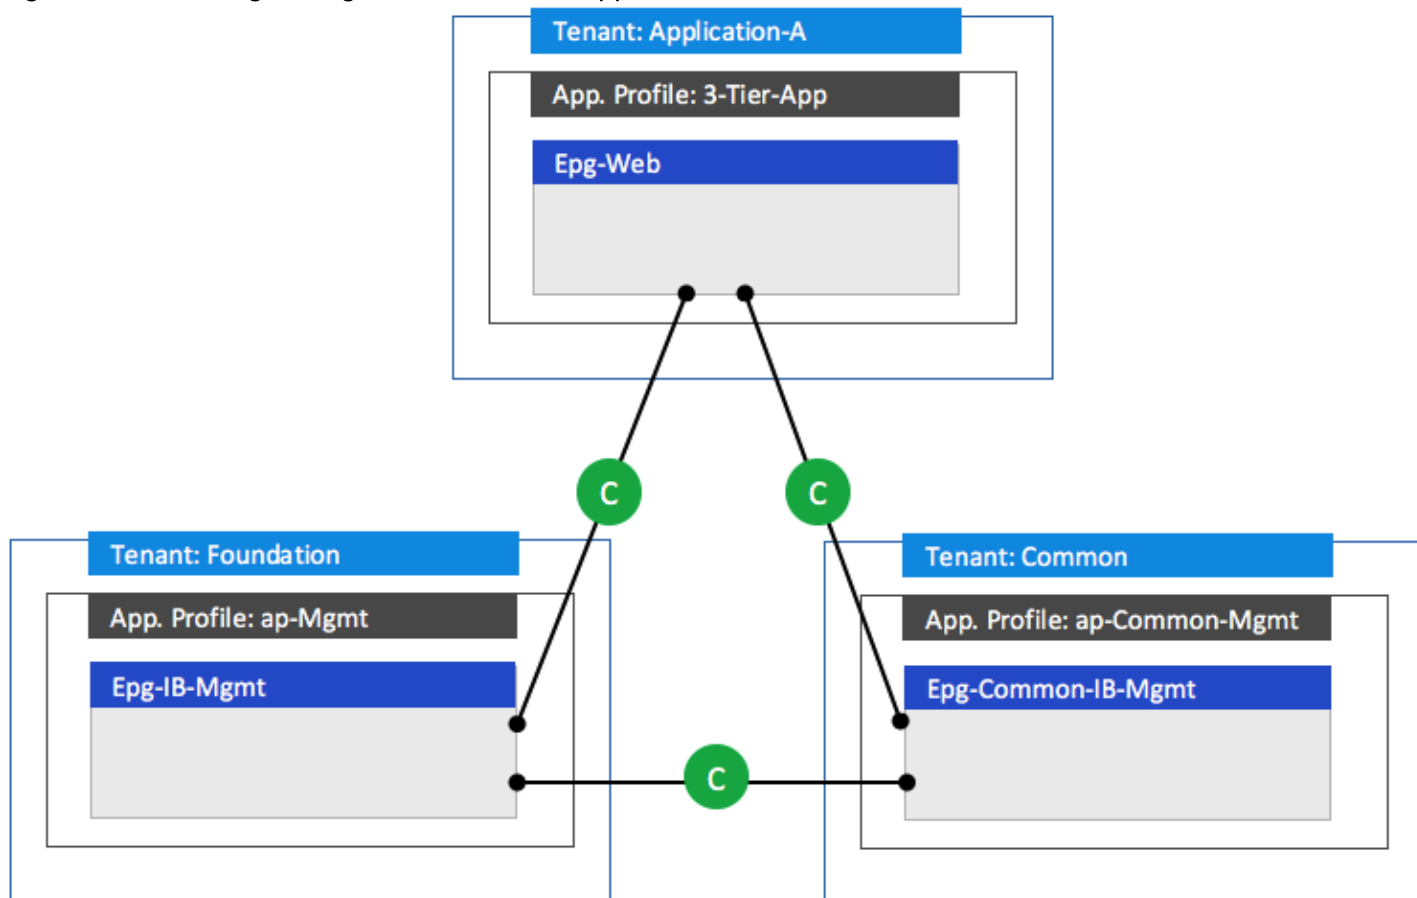 Tenant: Application-A
App. Profile: 3-Tier-App
Epg-Web
C
C
Tenant: Foundation
Tenant: Common
App. Profile: ap-Mgmt
App. Profile: ap-Common-Mgmt
Epg-IB-Mgmt
Epg-Common-IB-Mgmt
C